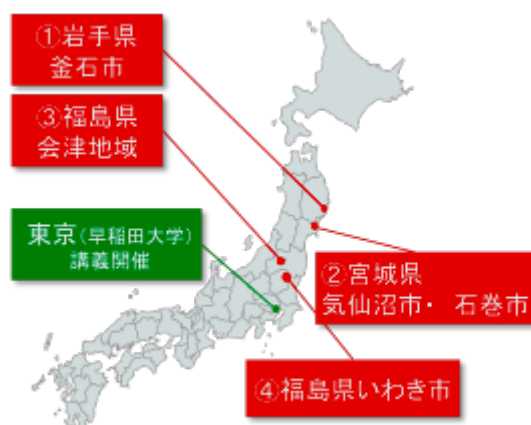 ①岩手県
釜石市
③福島県
会津地域
東京(早稲田大学)
講義開催
②宮城県
気仙沼市・ 石巻市
④福島県いわき市